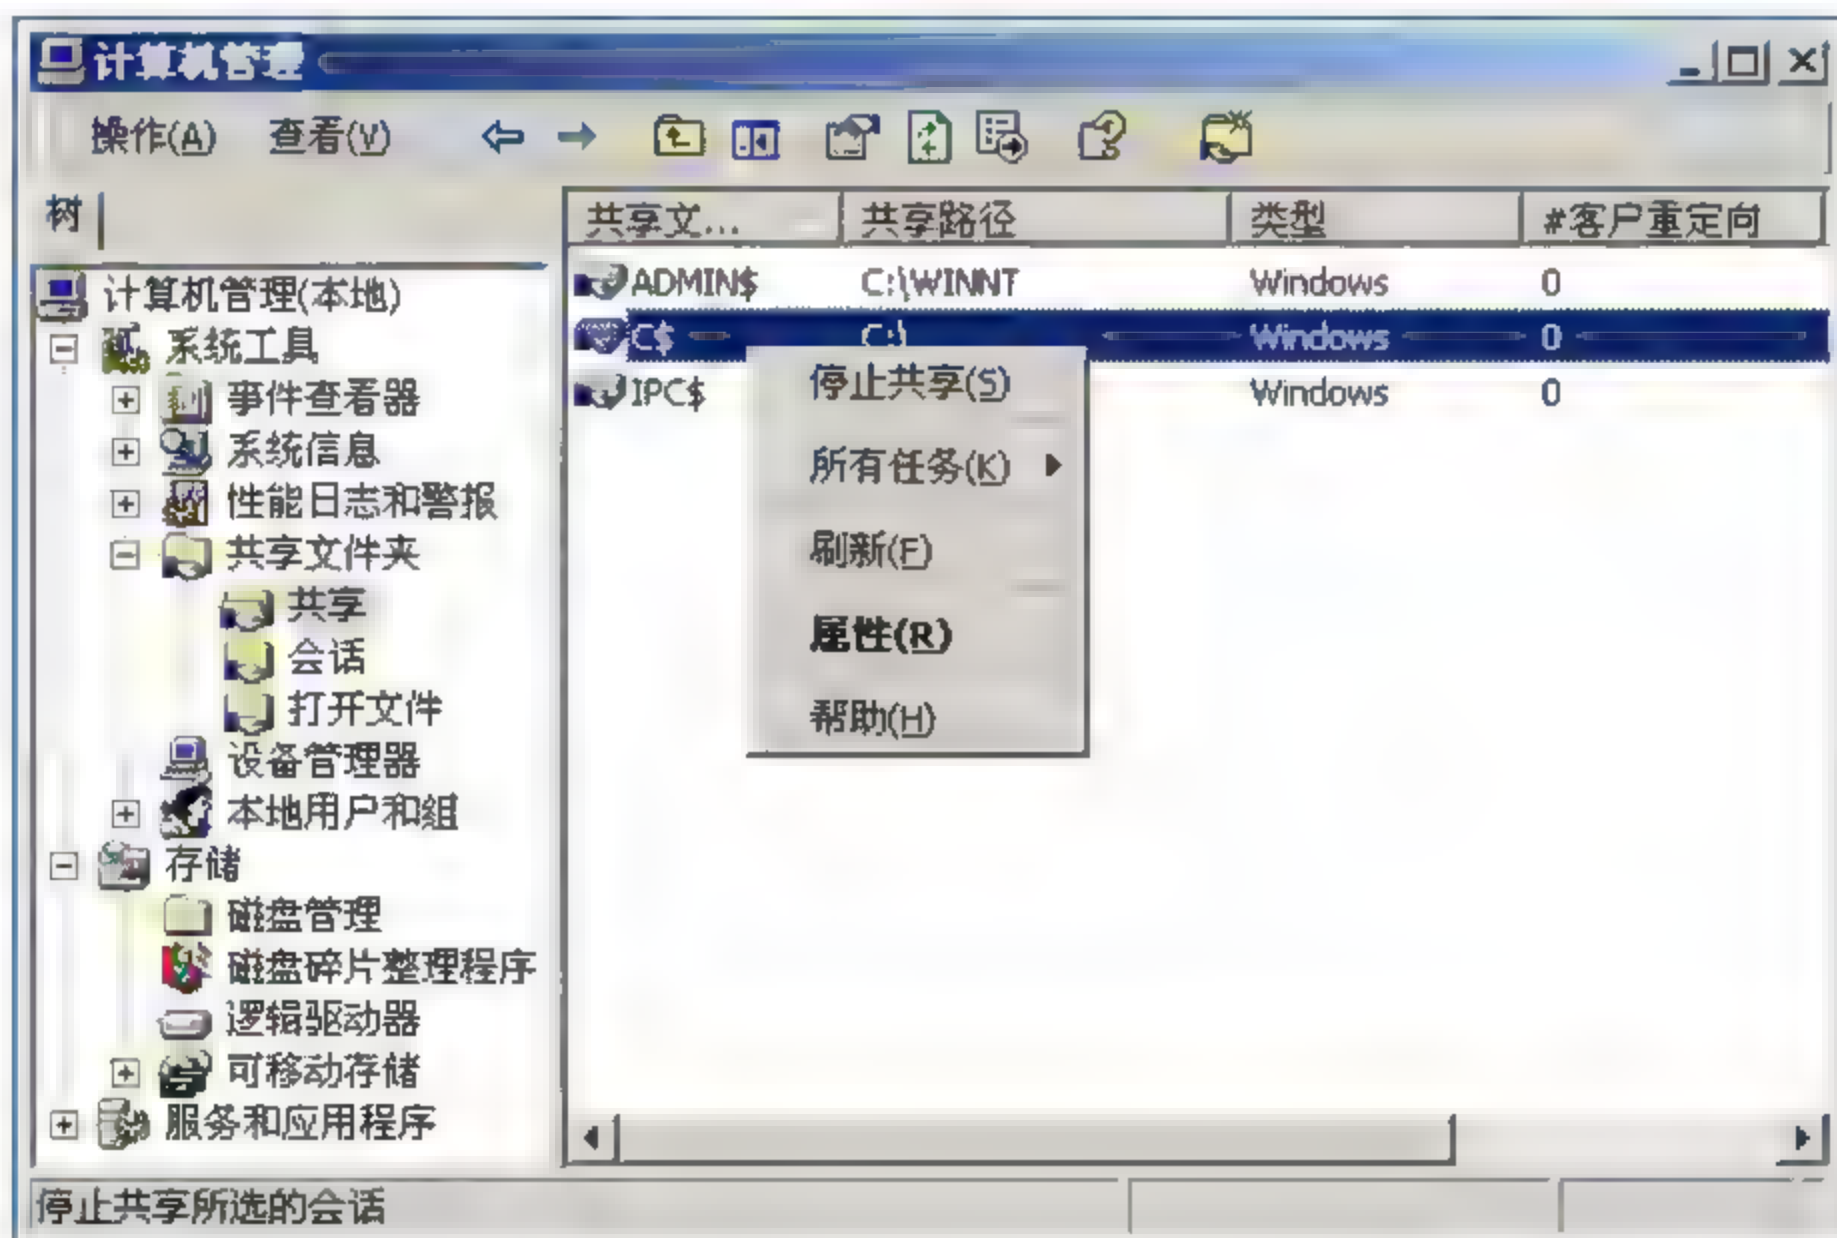 计算机管理
操作(A) 查看(V)
树
共享文... 共享路径 类型 #客户重定向
计算机管理(本地)
系统工具
事件查看器
系统信息
性能日志和警报
共享文件夹
共享
会话
打开文件
设备管理器
本地用户和组
存储
磁盘管理
磁盘碎片整理程序
逻辑驱动器
可移动存储
服务和应用程序
ADMIN$ C:\WINNT Windows 0
C$ C:\ Windows 0
IPC$ Windows 0
停止共享(S)
所有任务(K)
刷新(F)
属性(R)
帮助(H)
停止共享所选的会话